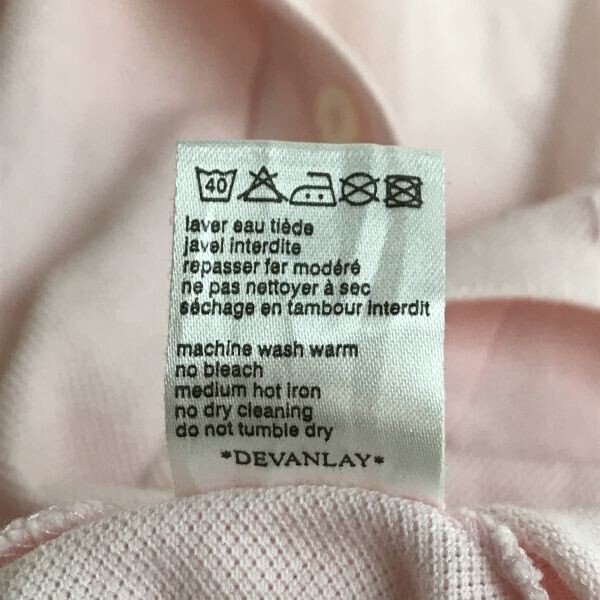 40
laver eau tiède
javel interdite
repasser fer modéré
ne pas nettoyer à sec
séchage en tambour interdit
machine wash warm
no bleach
medium hot iron
no dry cleaning
do not tumble dry
*DEVANLAY*